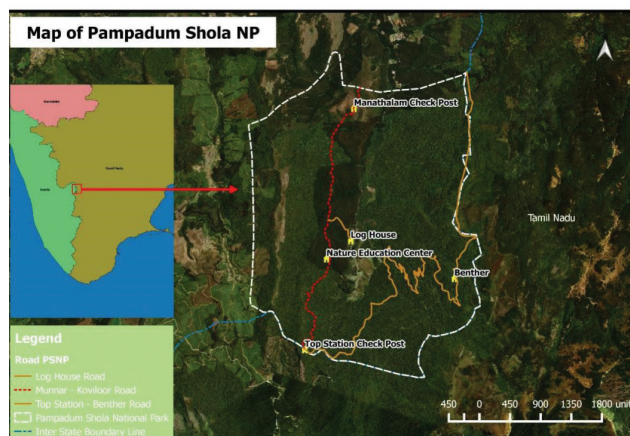 Map of Pampadum Shola NP
Manathalam Check Post
Tamil Nadu
Log House
Nature Education Center
Benther
Top Station Check Post
Legend
Road PSNP
Log House Road
Munnar - Koviloor Road
Top Station - Benther Road
Pampadum Shola National Park
Inter State Boundary Line
450 0 450 900 1350 1800 unit